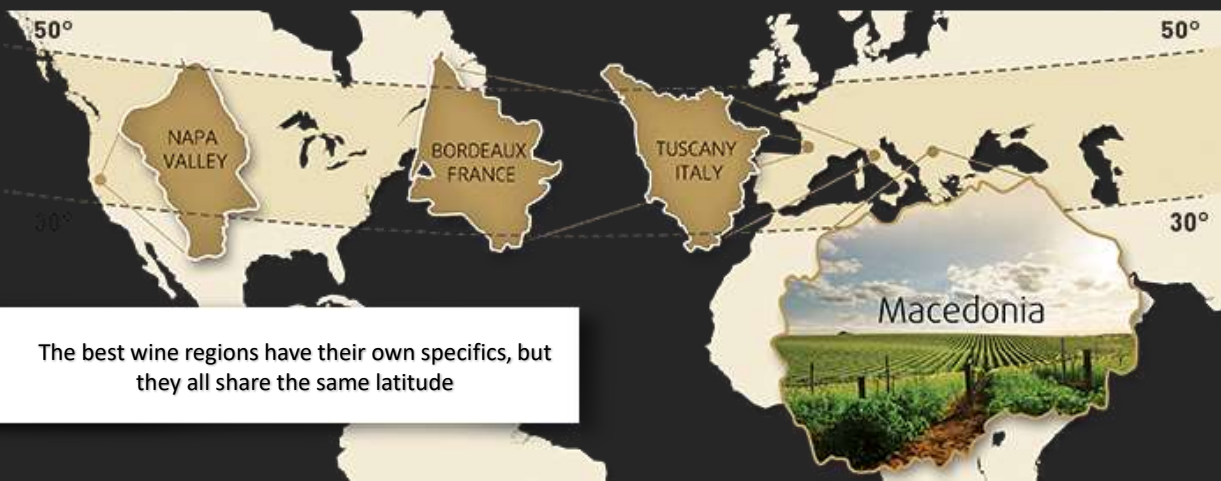 50°
50°
NAPA
VALLEY
BORDEAUX
FRANCE
TUSCANY
ITALY
30°
30°
Macedonia
The best wine regions have their own specifics, but
they all share the same latitude